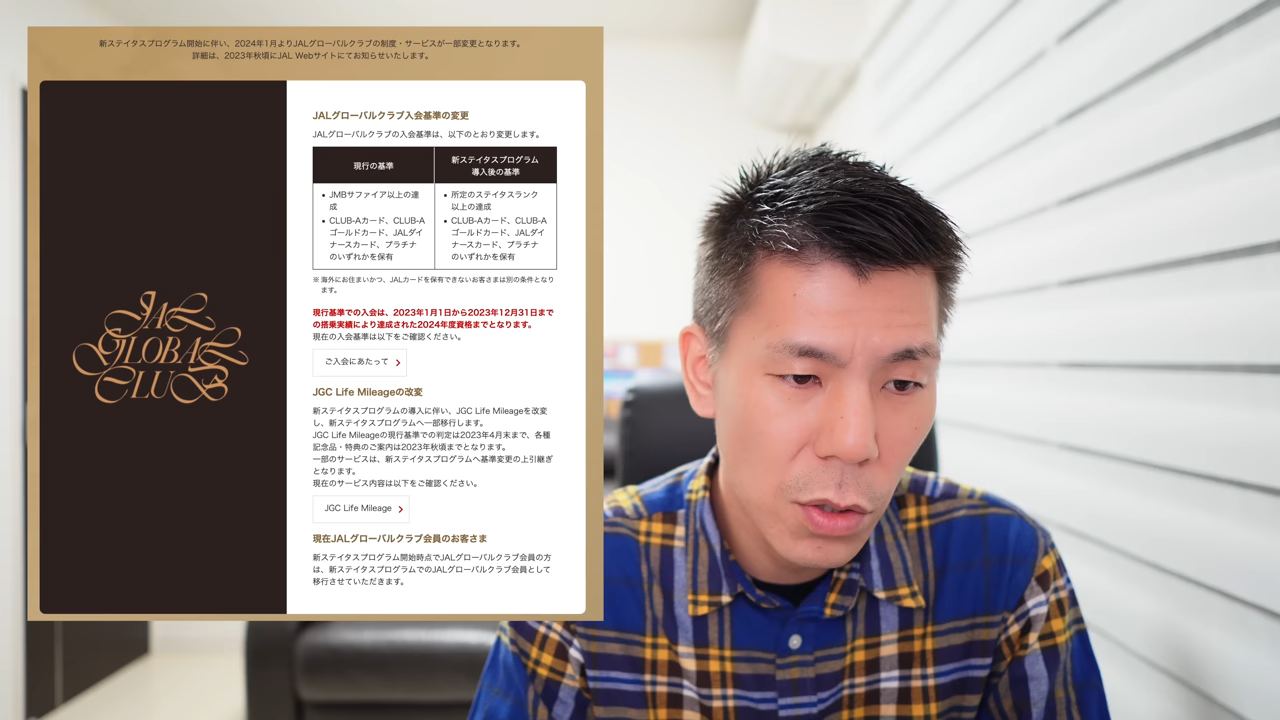 新ステイタスプログラム開始に伴い、2024年1月よりJALグローバルクラブの制度・サービスが一部変更となります。
詳細は、2023年秋頃にJAL Webサイトにてお知らせいたします。
JAL
GLOBAL
CLUB
JALグローバルクラブ入会基準の変更
JALグローバルクラブの入会基準は、以下のとおり変更します。
現行の基準
新ステイタスプログラム
導入後の基準
• JMBサファイア以上の達
成
• CLUB-Aカード、CLUB-A
ゴールドカード、JALダイ
ナースカード、プラチナ
のいずれかを保有
• 所定のステイタスランク
以上の達成
• CLUB-Aカード、CLUB-A
ゴールドカード、JALダイ
ナースカード、プラチナ
のいずれかを保有
※ 海外にお住まいかつ、JALカードを保有できないお客さまは別の条件となり
ます。
現行基準での入会は、2023年1月1日から2023年12月31日まで
の搭乗実績により達成された2024年度資格までとなります。
現在の入会基準は以下をご確認ください。
ご入会にあたって
JGC Life Mileageの改変
新ステイタスプログラムの導入に伴い、JGC Life Mileageを改変
し、新ステイタスプログラムへ一部移行します。
JGC Life Mileageの現行基準での判定は2023年4月末まで、各種
記念品・特典のご案内は2023年秋頃までとなります。
一部のサービスは、新ステイタスプログラムへ基準変更の上引継ぎ
となります。
現在のサービス内容は以下をご確認ください。
JGC Life Mileage
現在JALグローバルクラブ会員のお客さま
新ステイタスプログラム開始時点でJALグローバルクラブ会員の方
は、新ステイタスプログラムでのJALグローバルクラブ会員として
移行させていただきます。